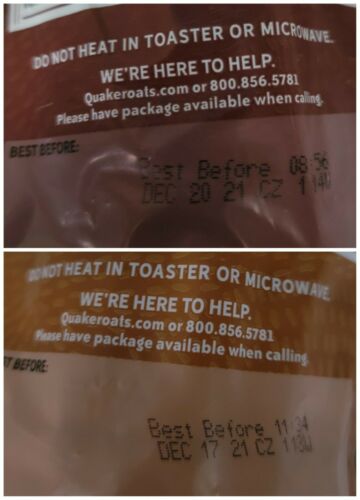 DO NOT HEAT IN TOASTER OR MICROWAVE.
WE'RE HERE TO HELP.
Quakeroats.com or 800.856.5781
Please have package available when calling.
BEST BEFORE:
Best Before 08:56
DEC 20 21 CZ 1 14W
DO NOT HEAT IN TOASTER OR MICROWAVE.
WE'RE HERE TO HELP.
Quakeroats.com or 800.856.5781
Please have package available when calling.
BEFORE:
Best Before 11:34
DEC 17 21 CZ 113W